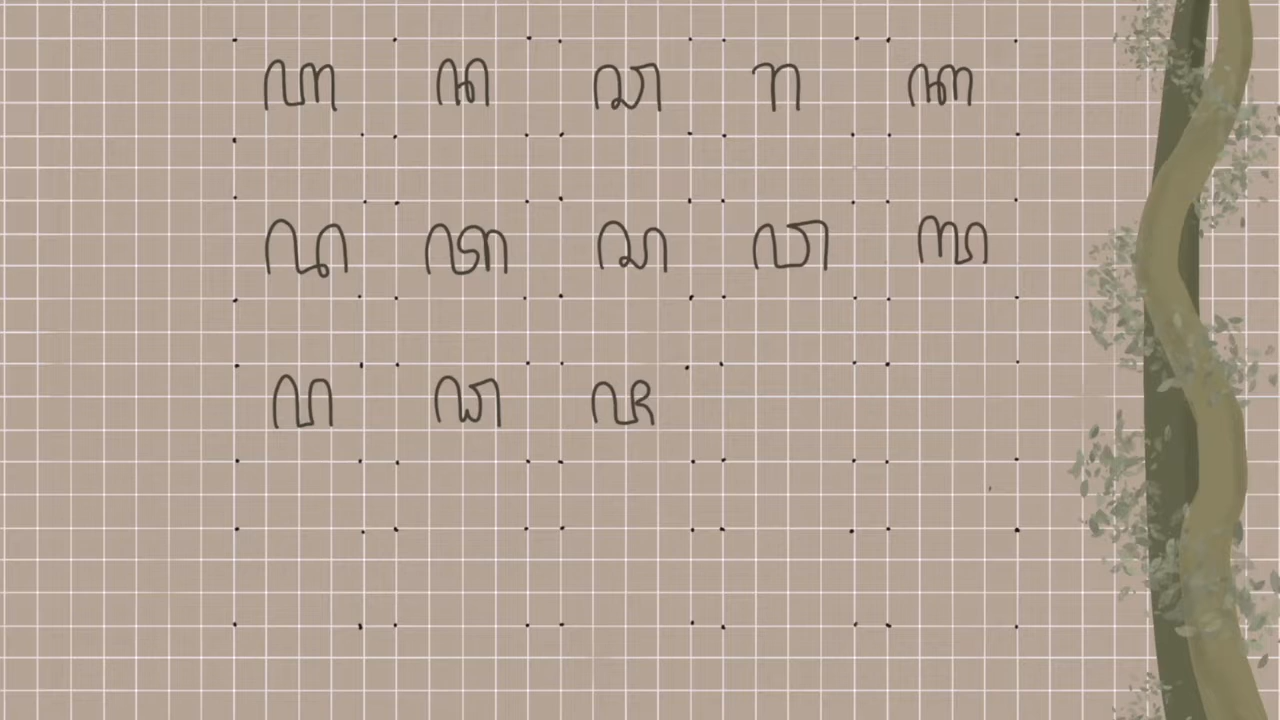 ꦲ ꦤ ꦕ ꦫ ꦏ
ꦢ ꦠ ꦱ ꦮ ꦭ
ꦥ ꦝ ꦗ